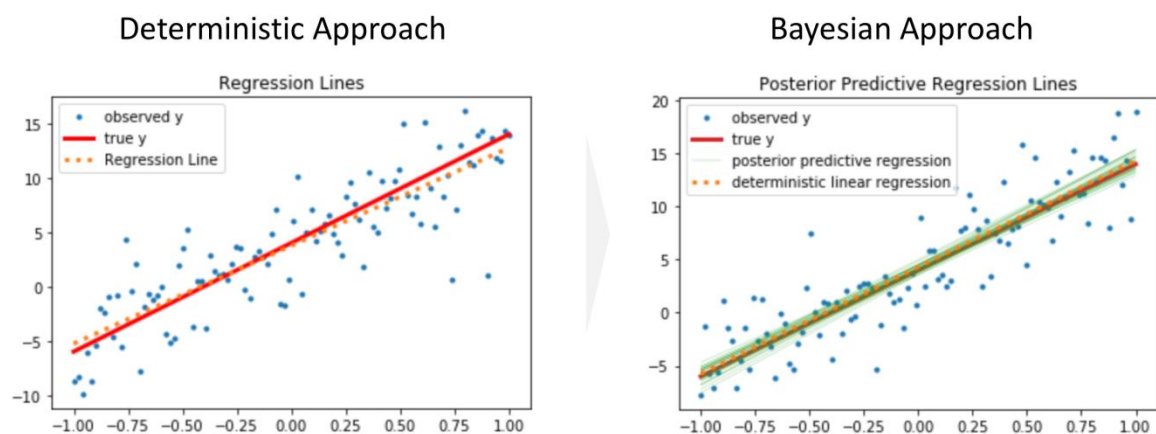 Deterministic Approach
Regression Lines
observed y
true y
Regression Line
15
10
5
0
−5
−10
−1.00 −0.75 −0.50 −0.25 0.00 0.25 0.50 0.75 1.00
Bayesian Approach
Posterior Predictive Regression Lines
observed y
true y
posterior predictive regression
deterministic linear regression
20
15
10
5
0
−5
−1.00 −0.75 −0.50 −0.25 0.00 0.25 0.50 0.75 1.00